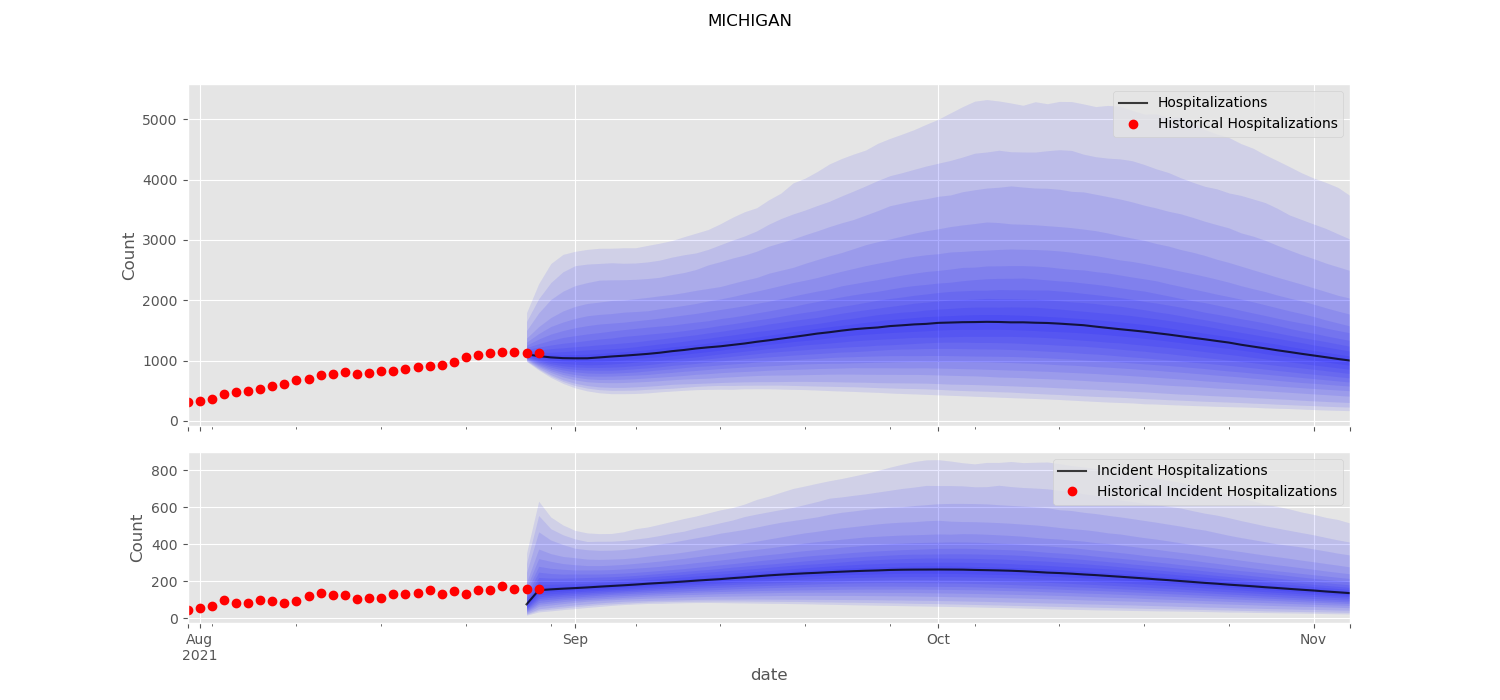 MICHIGAN
5000
4000
3000
2000
1000
0
Count
Hospitalizations
Historical Hospitalizations
800
600
400
200
0
Count
Incident Hospitalizations
Historical Incident Hospitalizations
Aug
2021
Sep
Oct
Nov
date